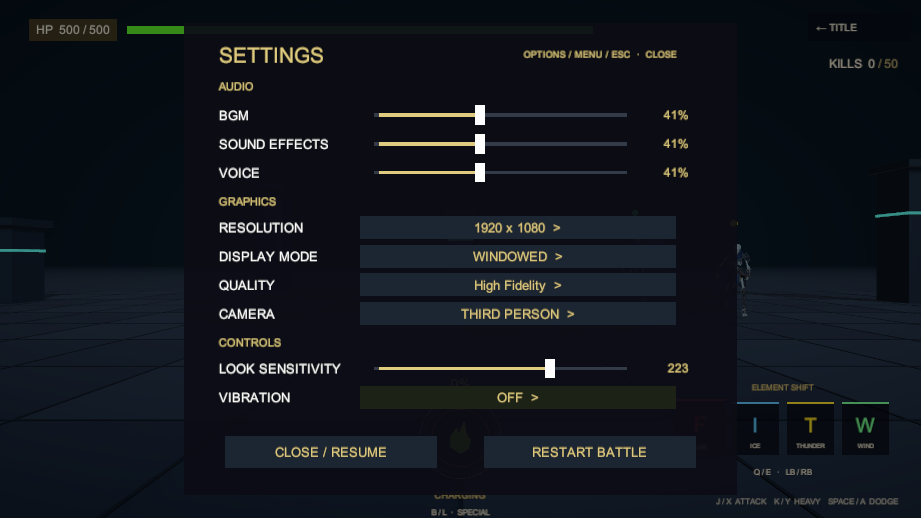 HP 500 / 500
← TITLE
KILLS 0 / 50
SETTINGS
OPTIONS / MENU / ESC · CLOSE
AUDIO
BGM 41%
SOUND EFFECTS 41%
VOICE 41%
GRAPHICS
RESOLUTION 1920 x 1080 >
DISPLAY MODE WINDOWED >
QUALITY High Fidelity >
CAMERA THIRD PERSON >
CONTROLS
LOOK SENSITIVITY 223
VIBRATION OFF >
CLOSE / RESUME
RESTART BATTLE
ELEMENT SHIFT
I T W
ICE THUNDER WIND
Q / E · LB / RB
CHARGING
B / L · SPECIAL
J / X ATTACK K / Y HEAVY SPACE / A DODGE